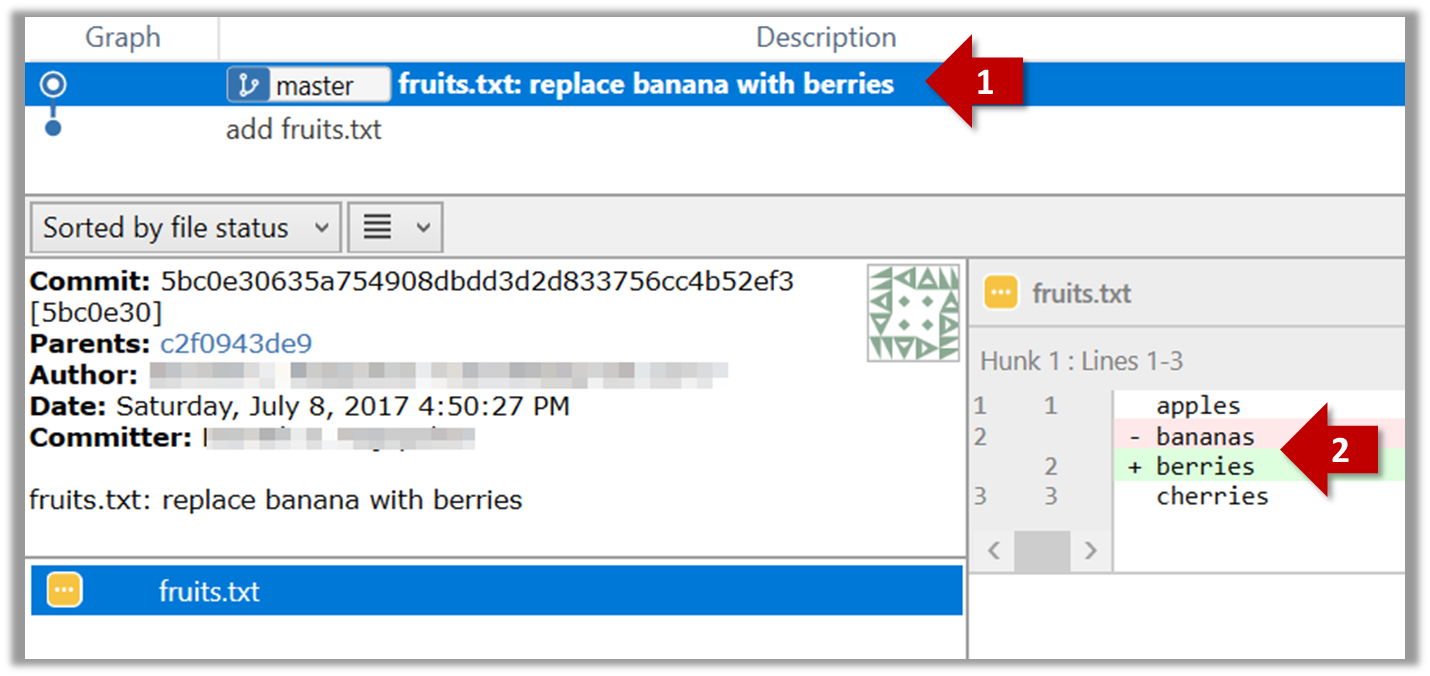 Graph Description
master fruits.txt: replace banana with berries
1
add fruits.txt
Sorted by file status
Commit: 5bc0e30635a754908dbdd3d2d833756cc4b52ef3
[5bc0e30]
Parents: c2f0943de9
Author:
Date: Saturday, July 8, 2017 4:50:27 PM
Committer:
fruits.txt: replace banana with berries
fruits.txt
fruits.txt
Hunk 1 : Lines 1-3
1 1 apples
2 - bananas
2 + berries
3 3 cherries
2